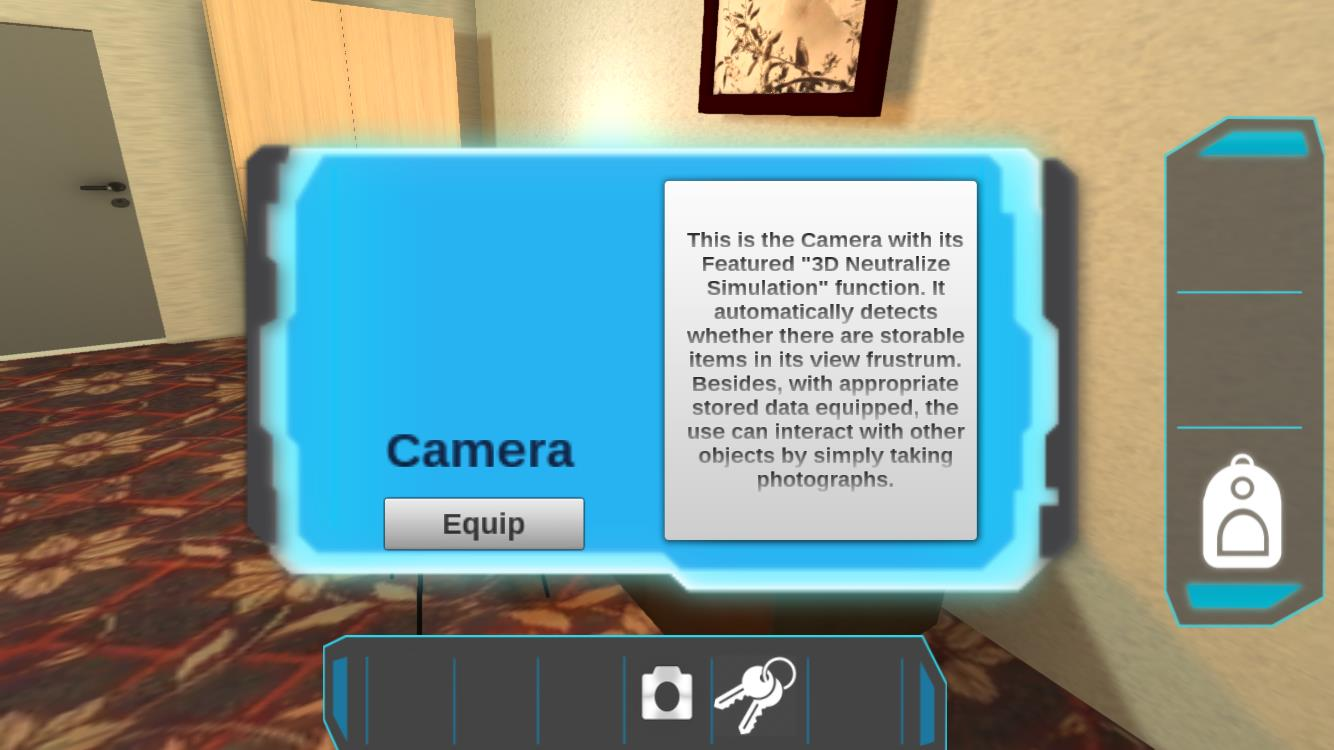 This is the Camera with its
Featured "3D Neutralize
Simulation" function. It
automatically detects
whether there are storable
items in its view frustrum.
Besides, with appropriate
stored data equipped, the
use can interact with other
objects by simply taking
photographs.
Camera
Equip